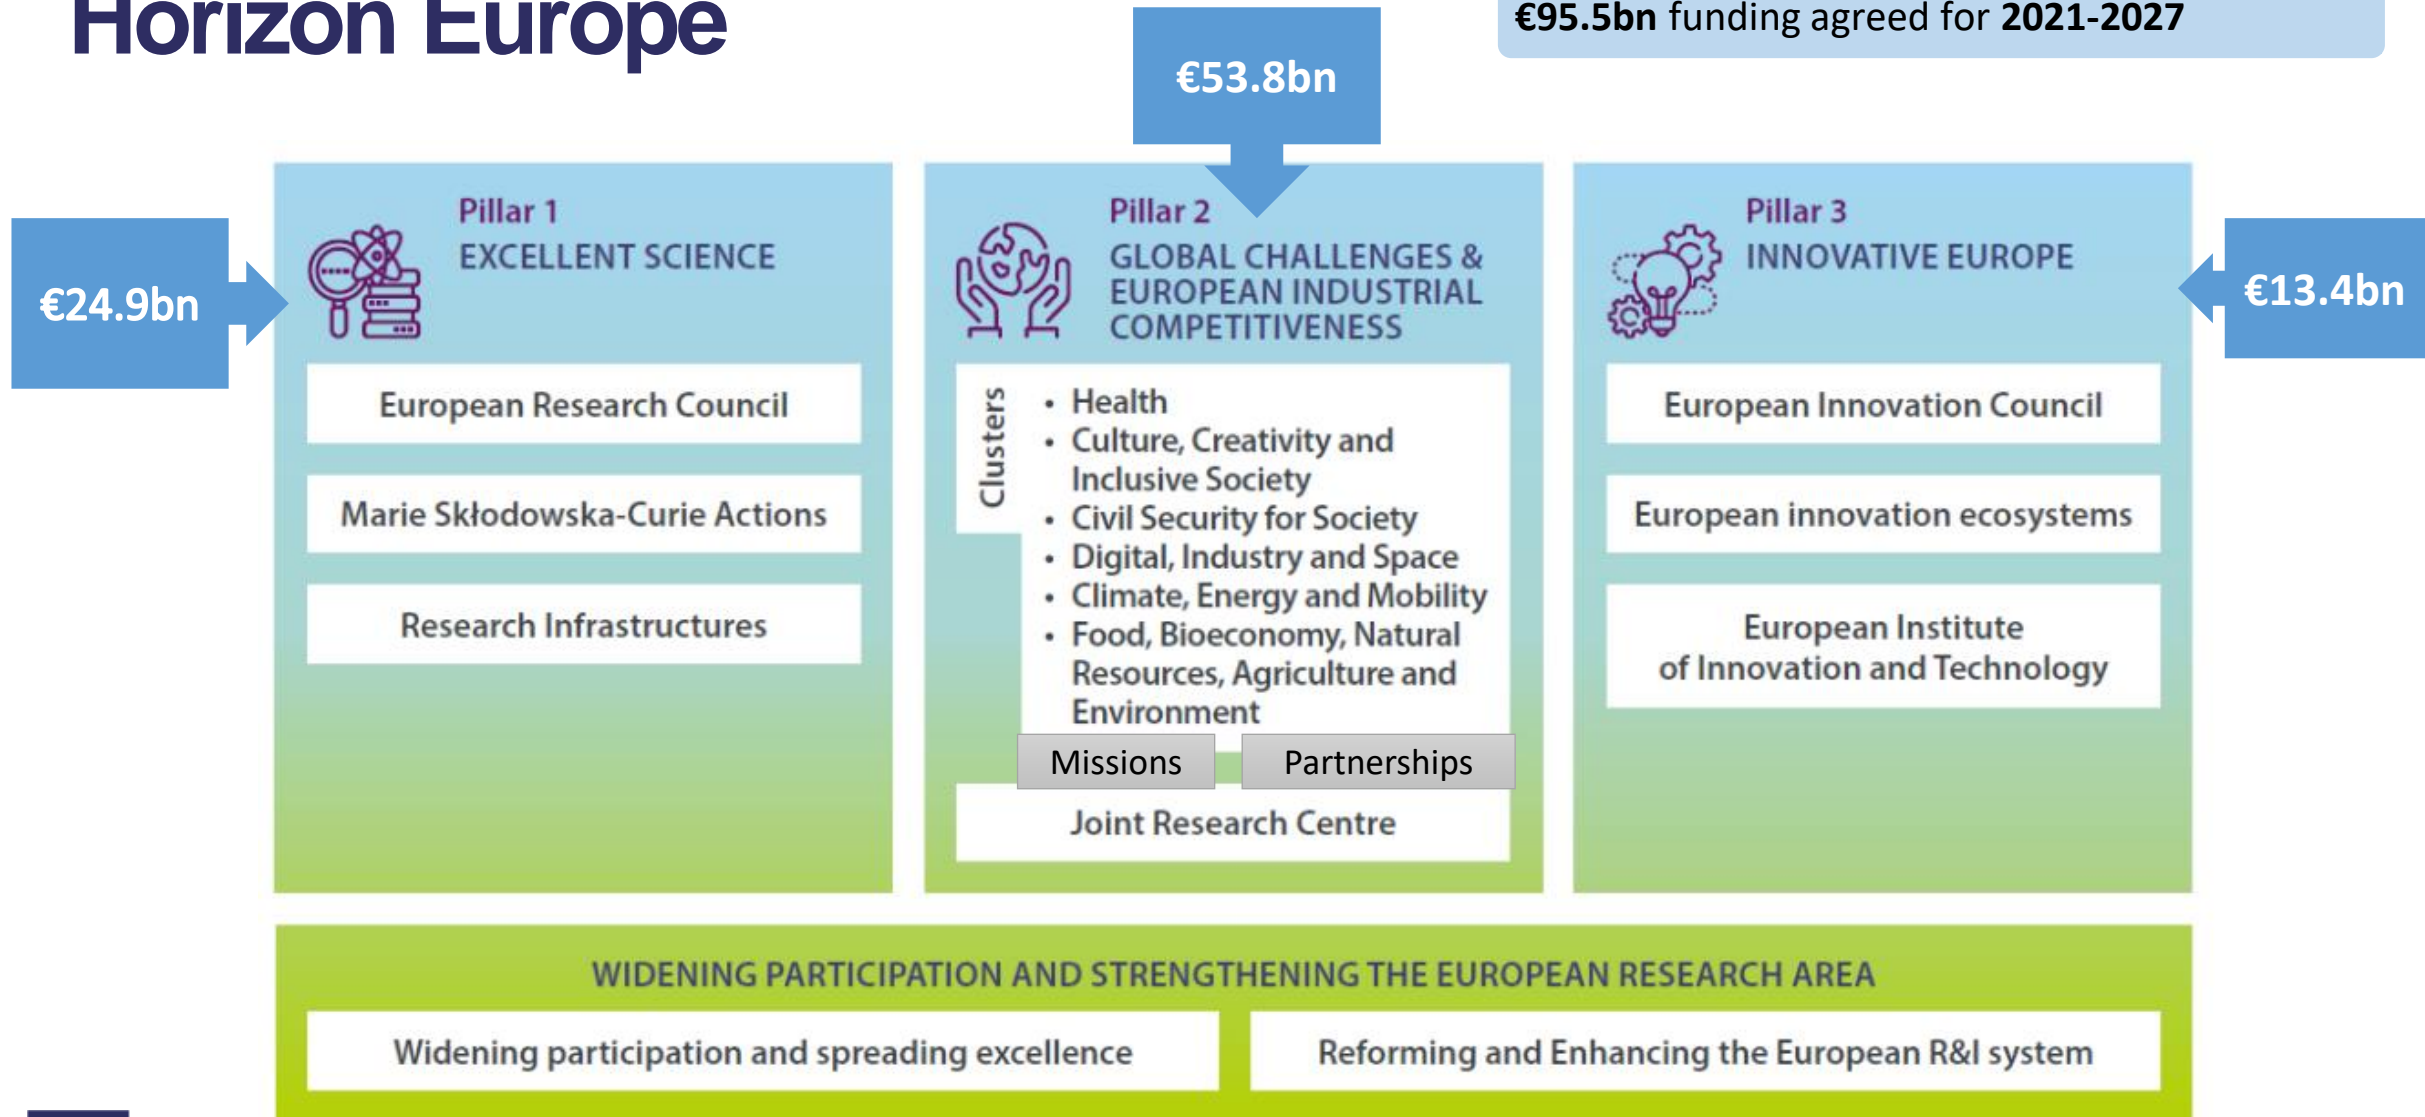 Horizon Europe
€95.5bn funding agreed for 2021-2027
€53.8bn
€24.9bn
€13.4bn
Pillar 1
EXCELLENT SCIENCE
European Research Council
Marie Skłodowska-Curie Actions
Research Infrastructures
Pillar 2
GLOBAL CHALLENGES &
EUROPEAN INDUSTRIAL
COMPETITIVENESS
Clusters
• Health
• Culture, Creativity and
Inclusive Society
• Civil Security for Society
• Digital, Industry and Space
• Climate, Energy and Mobility
• Food, Bioeconomy, Natural
Resources, Agriculture and
Environment
Missions
Partnerships
Joint Research Centre
Pillar 3
INNOVATIVE EUROPE
European Innovation Council
European innovation ecosystems
European Institute
of Innovation and Technology
WIDENING PARTICIPATION AND STRENGTHENING THE EUROPEAN RESEARCH AREA
Widening participation and spreading excellence
Reforming and Enhancing the European R&I system